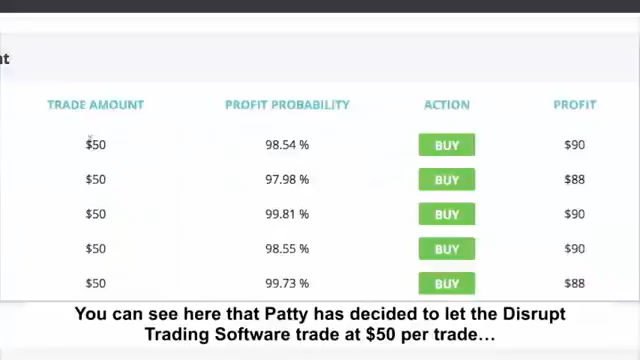 nt
TRADE AMOUNT PROFIT PROBABILITY ACTION PROFIT
$50 98.54 % BUY $90
$50 97.98 % BUY $88
$50 99.81 % BUY $90
$50 98.55 % BUY $90
$50 99.73 % BUY $88
You can see here that Patty has decided to let the Disrupt
Trading Software trade at $50 per trade...